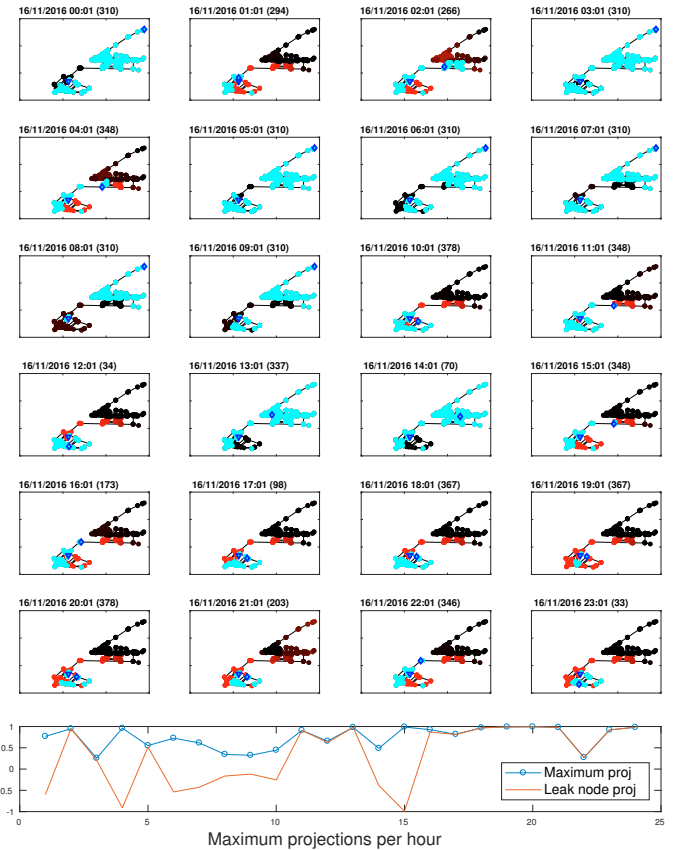 16/11/2016 00:01 (310) 16/11/2016 01:01 (294) 16/11/2016 02:01 (266) 16/11/2016 03:01 (310)
16/11/2016 04:01 (348) 16/11/2016 05:01 (310) 16/11/2016 06:01 (310) 16/11/2016 07:01 (310)
16/11/2016 08:01 (310) 16/11/2016 09:01 (310) 16/11/2016 10:01 (378) 16/11/2016 11:01 (348)
16/11/2016 12:01 (34) 16/11/2016 13:01 (337) 16/11/2016 14:01 (70) 16/11/2016 15:01 (348)
16/11/2016 16:01 (173) 16/11/2016 17:01 (98) 16/11/2016 18:01 (367) 16/11/2016 19:01 (367)
16/11/2016 20:01 (378) 16/11/2016 21:01 (203) 16/11/2016 22:01 (346) 16/11/2016 23:01 (33)
1
0.5
0
-0.5
-1
Maximum proj
Leak node proj
0 5 10 15 20 25
Maximum projections per hour